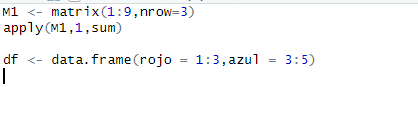 M1 <- matrix(1:9,nrow=3)
apply(M1,1,sum)
df <- data.frame(rojo = 1:3,azul = 3:5)